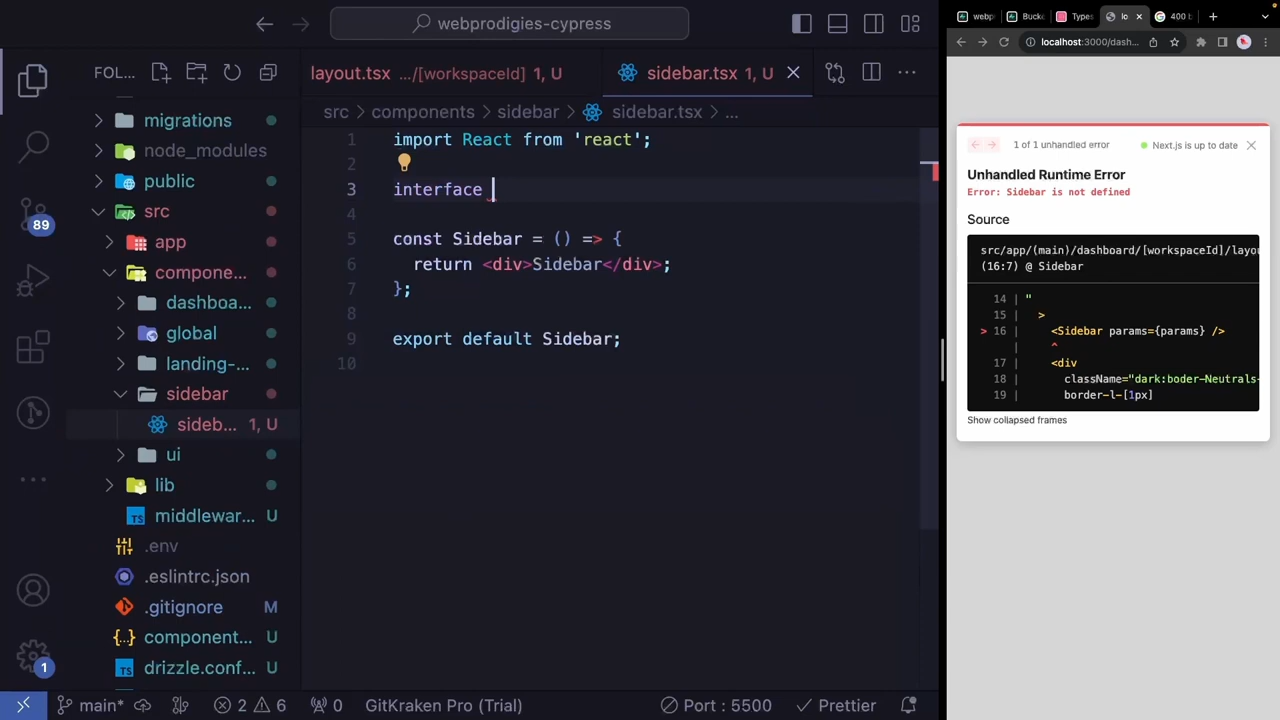 webprodigies-cypress
FOL...
migrations
node_modules
public
src
app
compone...
dashboa...
global
landing-...
sidebar
sideb... 1, U
ui
lib
middlewar... U
.env
.eslintrc.json
.gitignore M
component... U
drizzle.conf... U
89
1
layout.tsx .../[workspaceId] 1, U
sidebar.tsx 1, U
src > components > sidebar > sidebar.tsx > ...
1 import React from 'react';
2
3 interface
4
5 const Sidebar = () => {
6 return <div>Sidebar</div>;
7 };
8
9 export default Sidebar;
10
main* 2 6 0 GitKraken Pro (Trial) Port : 5500 Prettier
webp Bucke Types lo 400 b
localhost:3000/dash...
1 of 1 unhandled error Next.js is up to date
Unhandled Runtime Error
Error: Sidebar is not defined
Source
src/app/(main)/dashboard/[workspaceId]/layou
(16:7) @ Sidebar
14 | "
15 | >
> 16 | <Sidebar params={params} />
| ^
17 | <div
18 | className="dark:boder-Neutrals-
19 | border-l-[1px]
Show collapsed frames